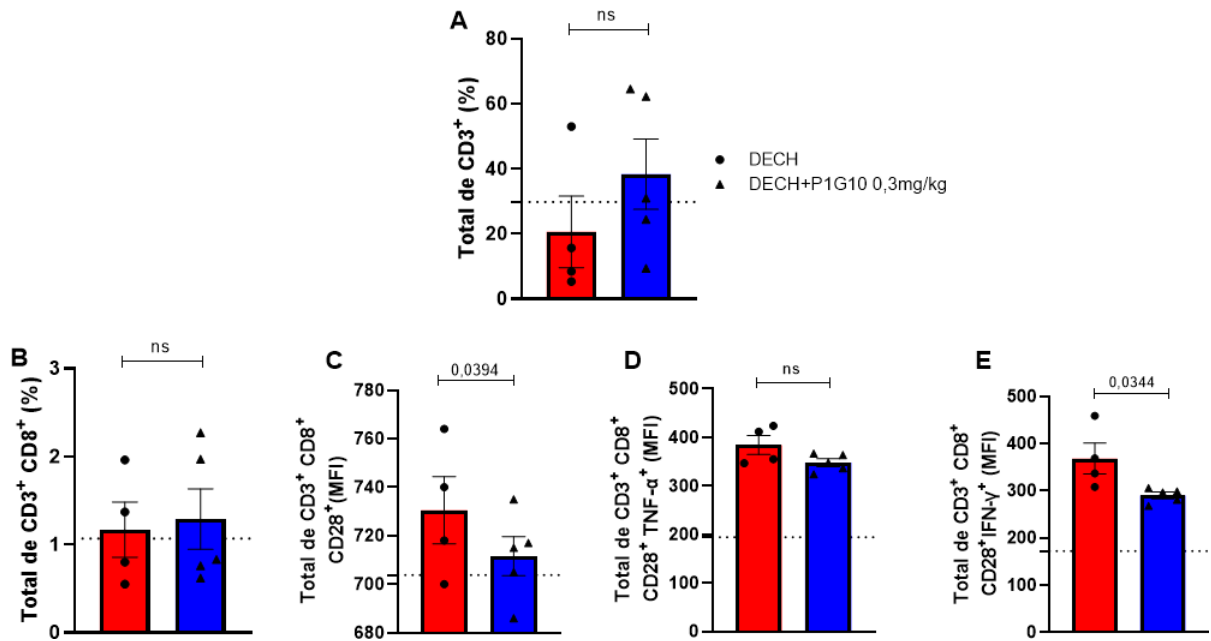 A
ns
Total de CD3+ (%)
80
60
40
20
0
DECH
DECH+P1G10 0,3mg/kg
B
ns
Total de CD3+ CD8+ (%)
3
2
1
0
C
0,0394
Total de CD3+ CD8+
CD28+(MFI)
780
760
740
720
700
680
D
ns
Total de CD3+ CD8+
CD28+ TNF-α+ (MFI)
500
400
300
200
100
0
E
0,0344
Total de CD3+ CD8+
CD28+IFN-γ+ (MFI)
500
400
300
200
100
0